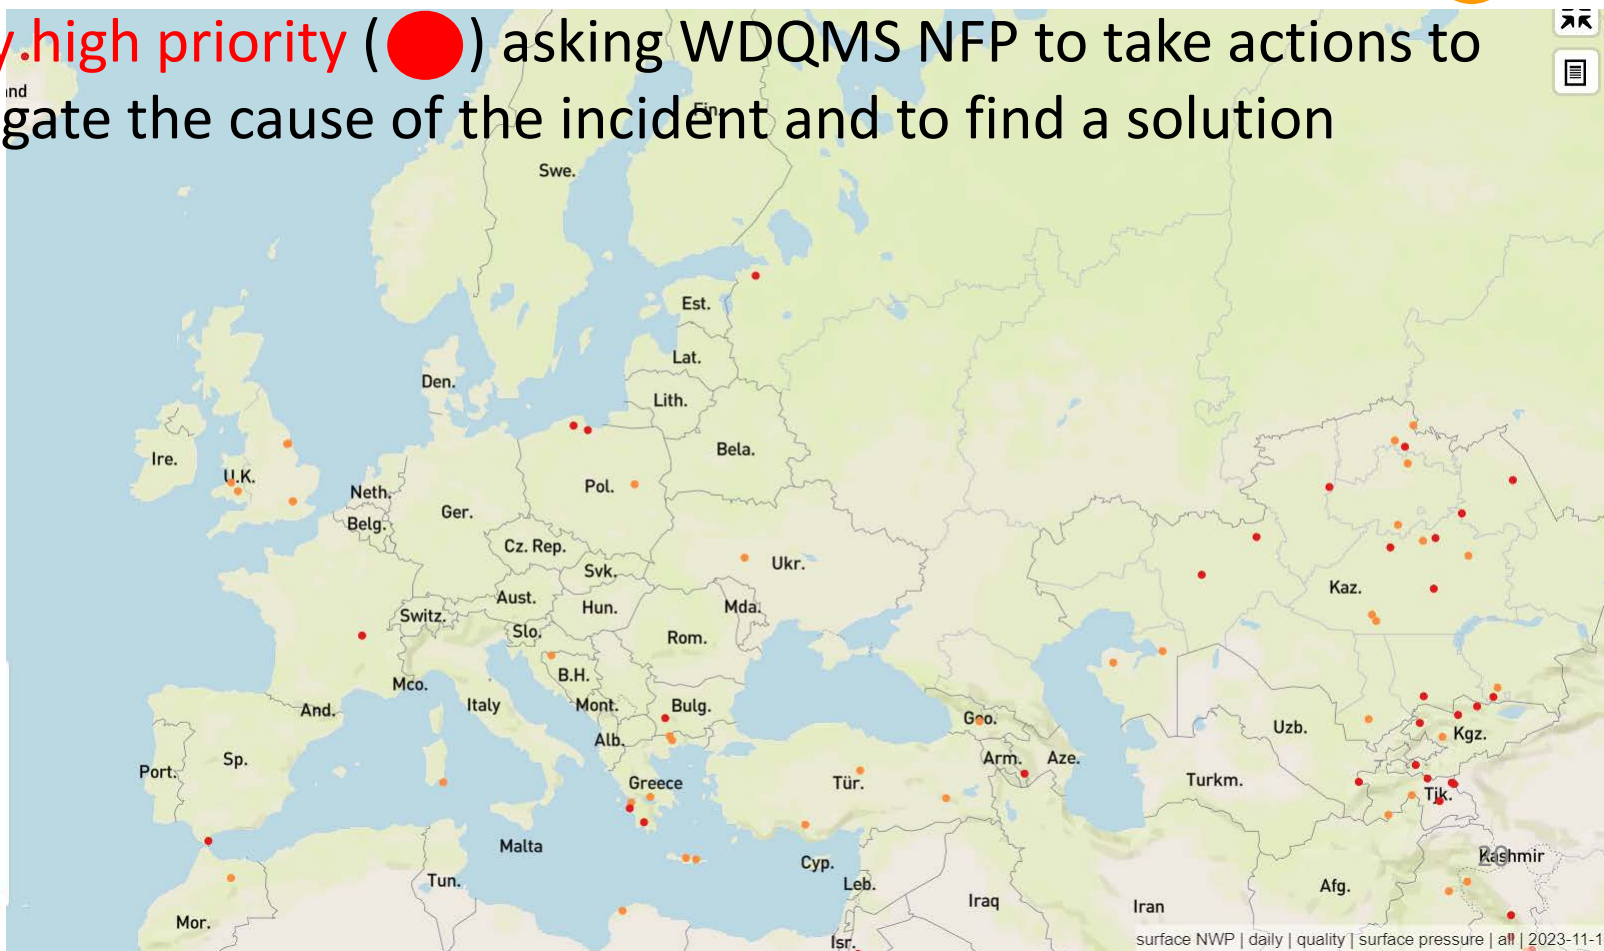 y high priority ( ) asking WDQMS NFP to take actions to
and
gate the cause of the incident and to find a solution
Fin.
Swe.
Est.
Lat.
Den.
Lith.
Bela.
Ire.
U.K.
Neth.
Pol.
Ger.
Belg.
Cz. Rep.
Ukr.
Svk.
Kaz.
Aust.
Hun.
Mda.
Switz.
Slo.
Rom.
B.H.
Mco.
Italy
Mont.
Bulg.
And.
Geo.
Uzb.
Kgz.
Alb.
Sp.
Arm.
Aze.
Port.
Greece
Tür.
Turkm.
Tjk.
Malta
Cyp.
20
Kashmir
Tun.
Leb.
Afg.
Iraq
Iran
Mor.
Isr.
surface NWP | daily | quality | surface pressure | all | 2023-11-1